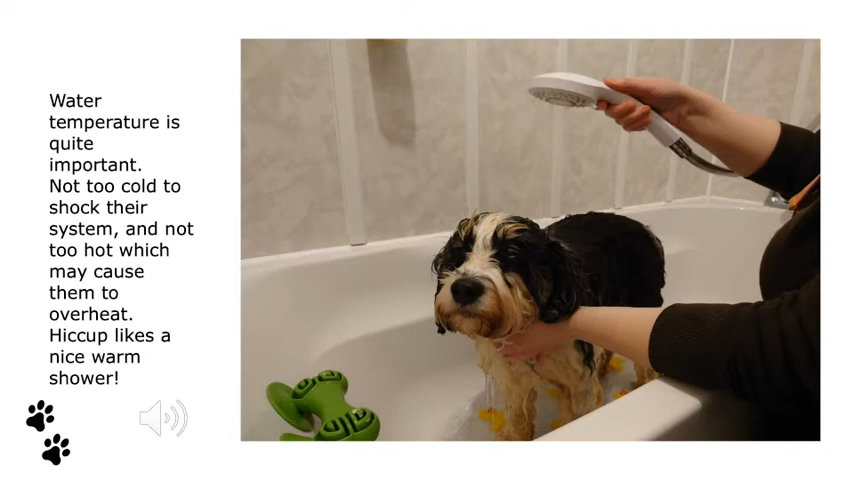 Water
temperature is
quite
important.
Not too cold to
shock their
system, and not
too hot which
may cause
them to
overheat.
Hiccup likes a
nice warm
shower!